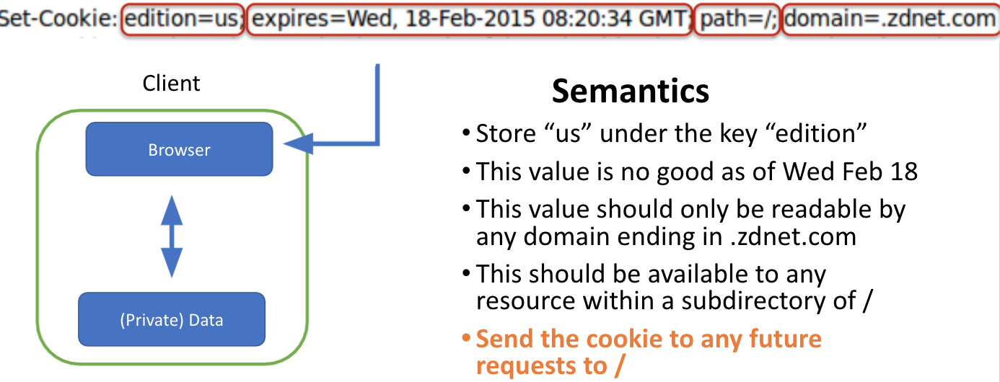 Set-Cookie: edition=us; expires=Wed, 18-Feb-2015 08:20:34 GMT; path=/; domain=.zdnet.com
Client
Browser
(Private) Data
Semantics
• Store “us” under the key “edition”
• This value is no good as of Wed Feb 18
• This value should only be readable by
any domain ending in .zdnet.com
• This should be available to any
resource within a subdirectory of /
• Send the cookie to any future
requests to /